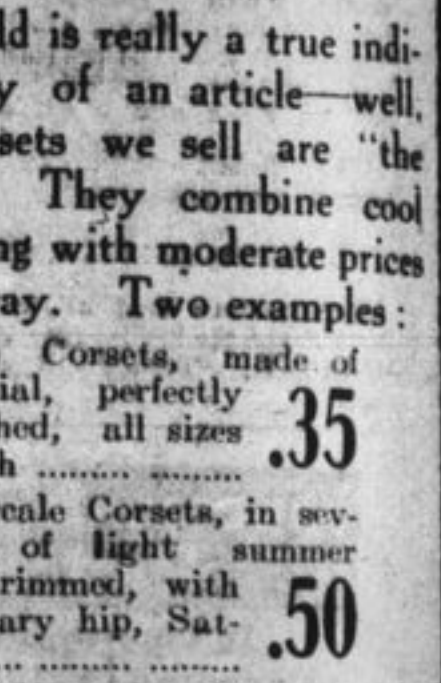 ld is really a true indi-
y of an article—well,
sets we sell are "the
They combine cool
ng with moderate prices
ay. Two examples:
Corsets, made of
ial, perfectly
hed, all sizes .35
h ......... .........
cale Corsets, in sev-
of light summer
rimmed, with
ary hip, Sat- .50
... ......... .........